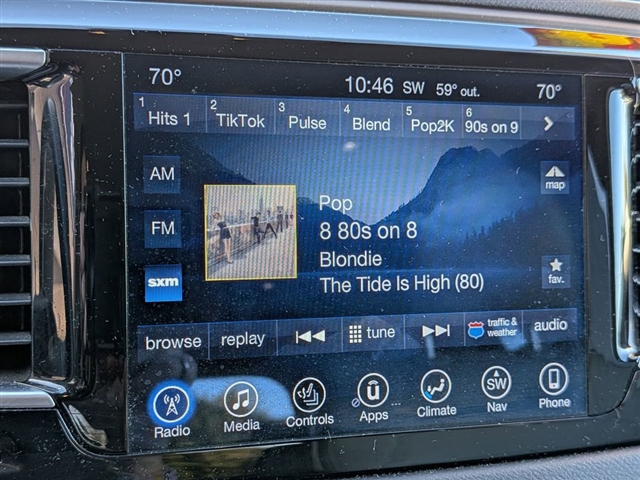 70° 10:46 SW 59° out. 70°
1 Hits 1 2 TikTok 3 Pulse 4 Blend 5 Pop2K 6 90s on 9
AM
map
FM
Pop
8 80s on 8
Blondie
The Tide Is High (80)
sxm
fav.
browse replay tune traffic & weather audio
Radio Media Controls Apps ... Climate SW Nav Phone